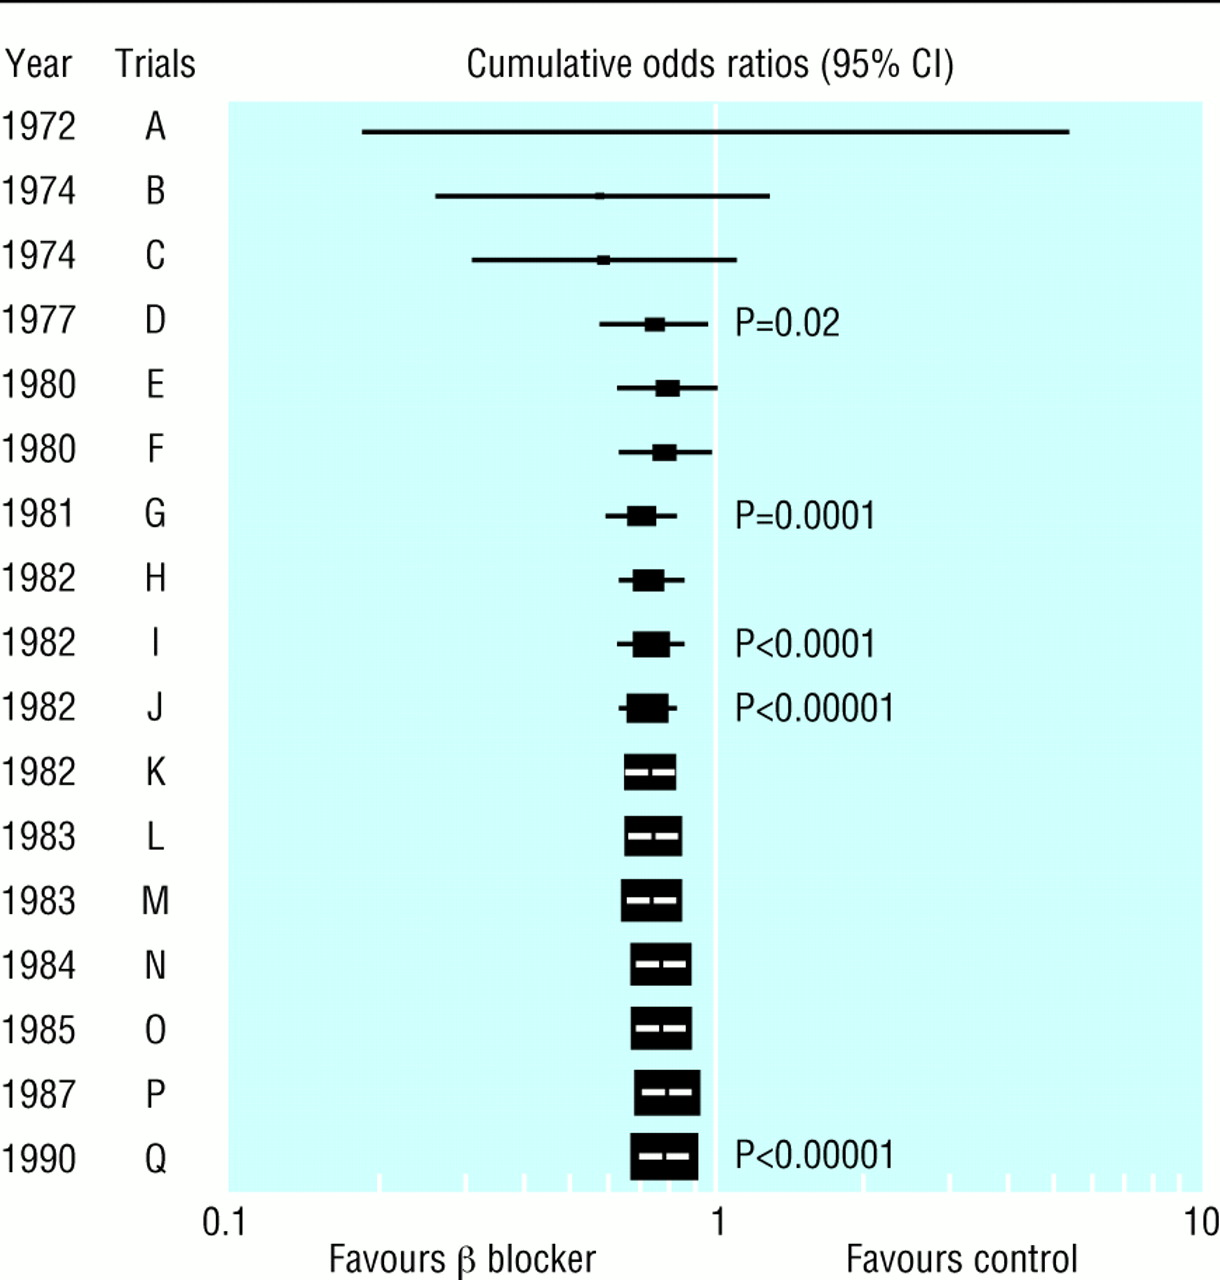 Year Trials Cumulative odds ratios (95% CI)
1972 A
1974 B
1974 C
1977 D P=0.02
1980 E
1980 F
1981 G P=0.0001
1982 H
1982 I P<0.0001
1982 J P<0.00001
1982 K
1983 L
1983 M
1984 N
1985 O
1987 P
1990 Q P<0.00001
0.1 1 10
Favours β blocker Favours control